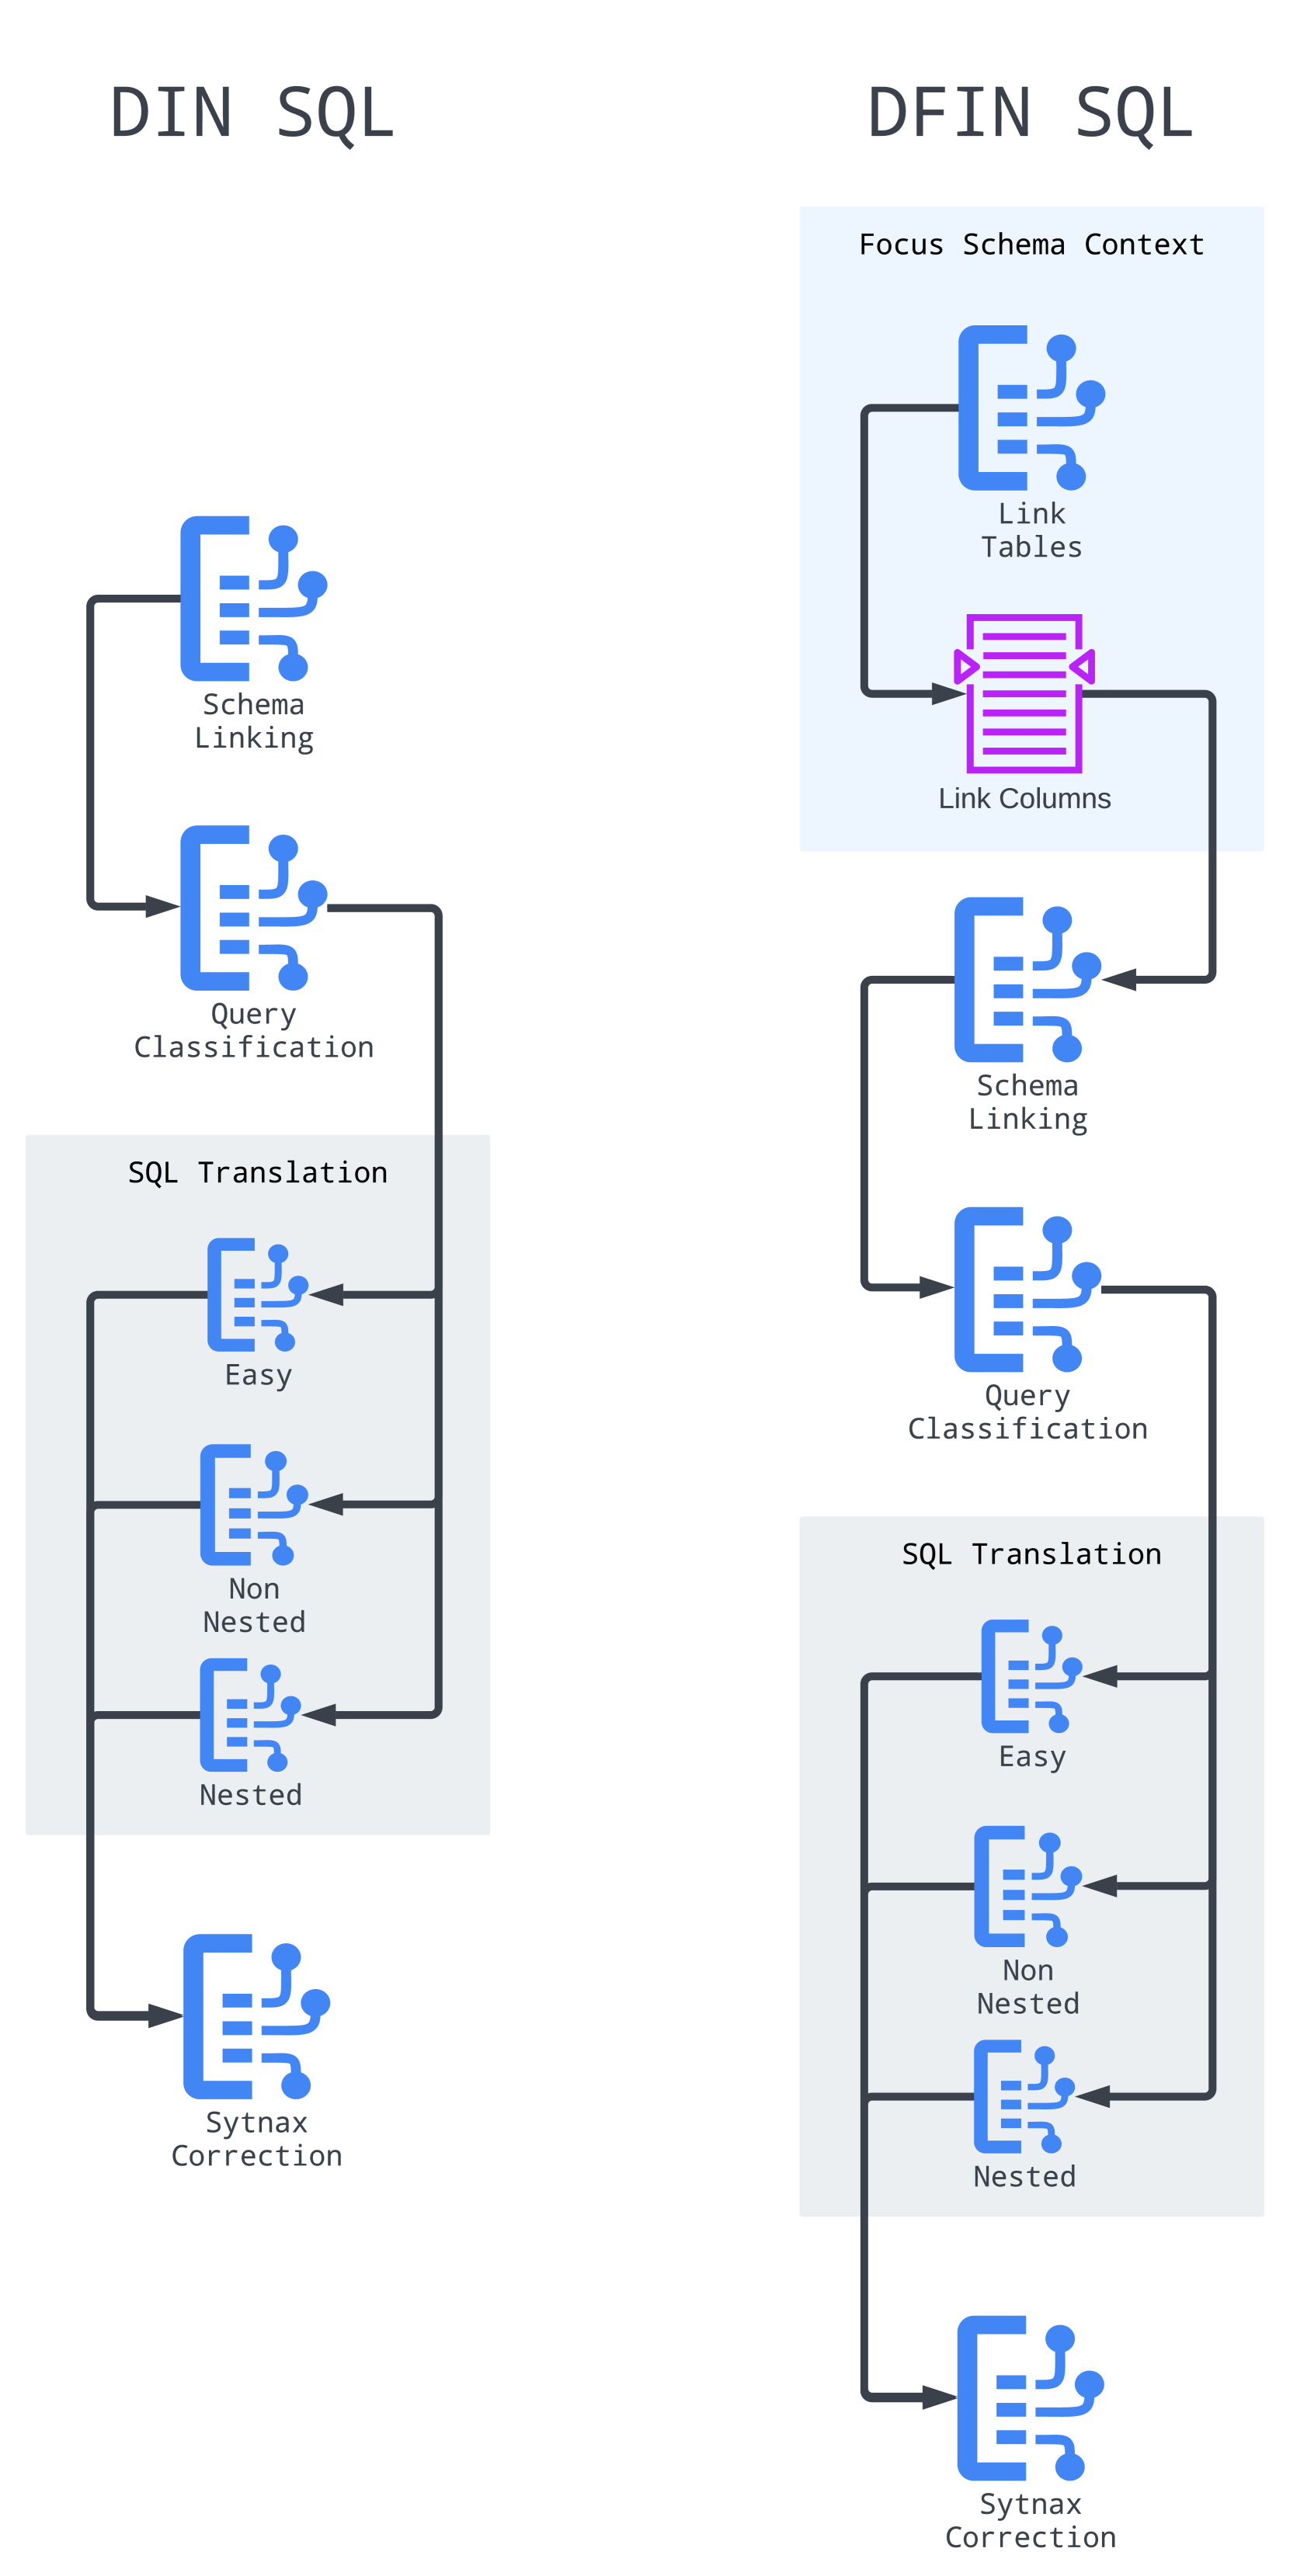 DIN SQL
Schema
Linking
Query
Classification
SQL Translation
Easy
Non
Nested
Nested
Sytnax
Correction
DFIN SQL
Focus Schema Context
Link
Tables
Link Columns
Schema
Linking
Query
Classification
SQL Translation
Easy
Non
Nested
Nested
Sytnax
Correction